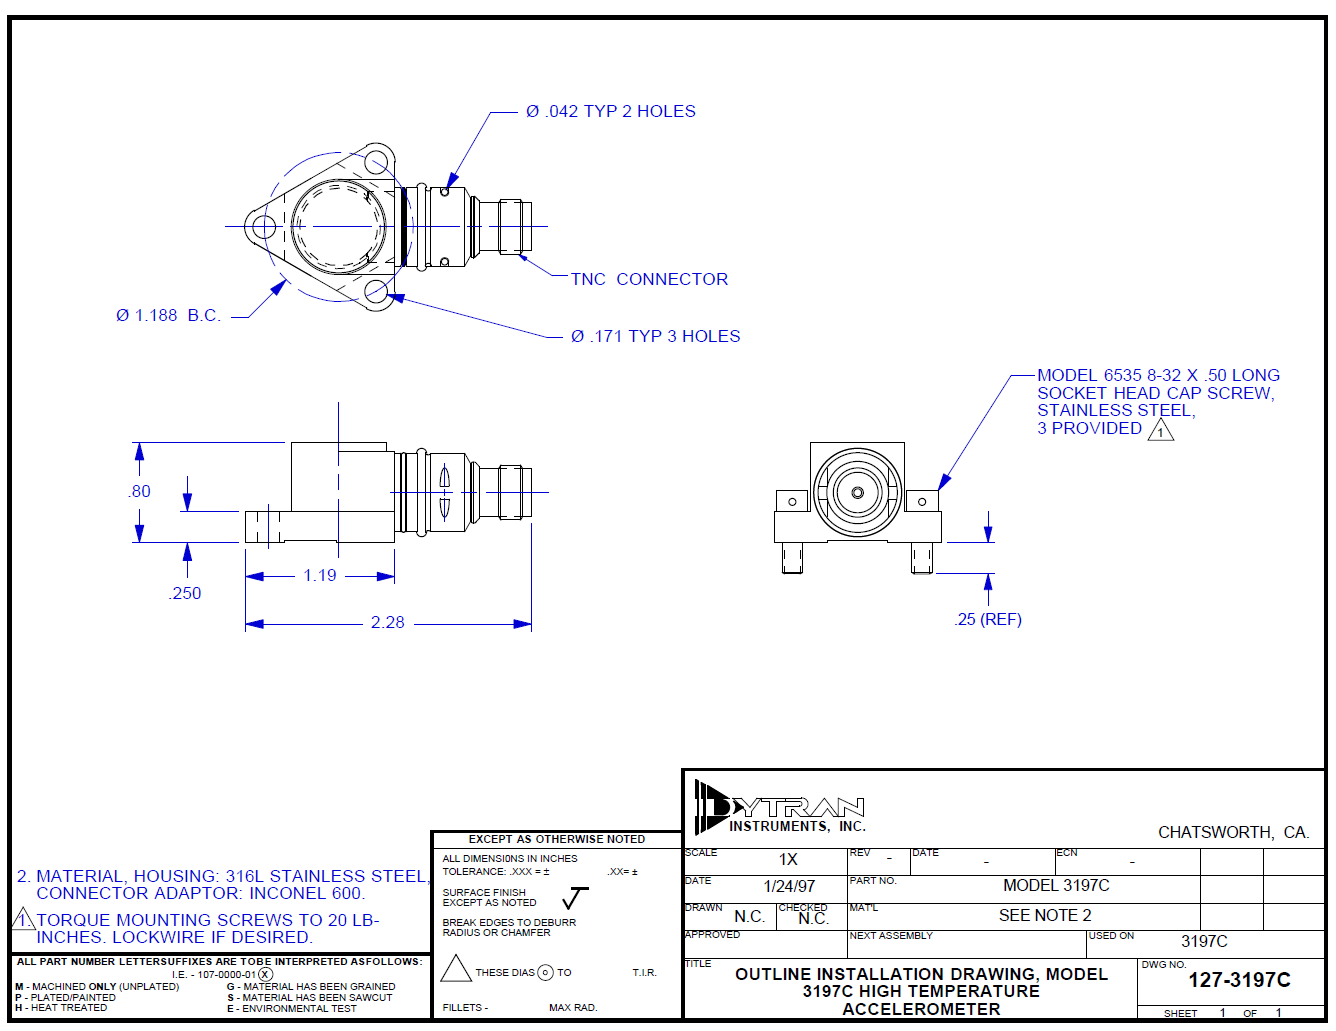 Ø .042 TYP 2 HOLES
TNC CONNECTOR
Ø 1.188 B.C.
Ø .171 TYP 3 HOLES
MODEL 6535 8-32 X .50 LONG
SOCKET HEAD CAP SCREW,
STAINLESS STEEL,
3 PROVIDED 1
.80
.250
1.19
2.28
.25 (REF)
2. MATERIAL, HOUSING: 316L STAINLESS STEEL,
CONNECTOR ADAPTOR: INCONEL 600.
1. TORQUE MOUNTING SCREWS TO 20 LB-
INCHES. LOCKWIRE IF DESIRED.
ALL PART NUMBER LETTERSUFFIXES ARE TOBE INTERPRETED ASFOLLOWS:
I.E. - 107-0000-01 X
M - MACHINED ONLY (UNPLATED)
P - PLATED/PAINTED
H - HEAT TREATED
G - MATERIAL HAS BEEN GRAINED
S - MATERIAL HAS BEEN SAWCUT
E - ENVIRONMENTAL TEST
EXCEPT AS OTHERWISE NOTED
ALL DIMENSIONS IN INCHES
TOLERANCE: .XXX = ± .XX= ±
SURFACE FINISH
EXCEPT AS NOTED
BREAK EDGES TO DEBURR
RADIUS OR CHAMFER
THESE DIAS O TO T.I.R.
FILLETS - MAX RAD.
DYTRAN
INSTRUMENTS, INC.
CHATSWORTH, CA.
SCALE 1X REV - DATE - ECN -
DATE 1/24/97 PART NO. MODEL 3197C
DRAWN N.C. CHECKED N.C. MAT'L SEE NOTE 2
APPROVED NEXT ASSEMBLY USED ON 3197C
TITLE
OUTLINE INSTALLATION DRAWING, MODEL
3197C HIGH TEMPERATURE
ACCELEROMETER
DWG NO.
127-3197C
SHEET 1 OF 1